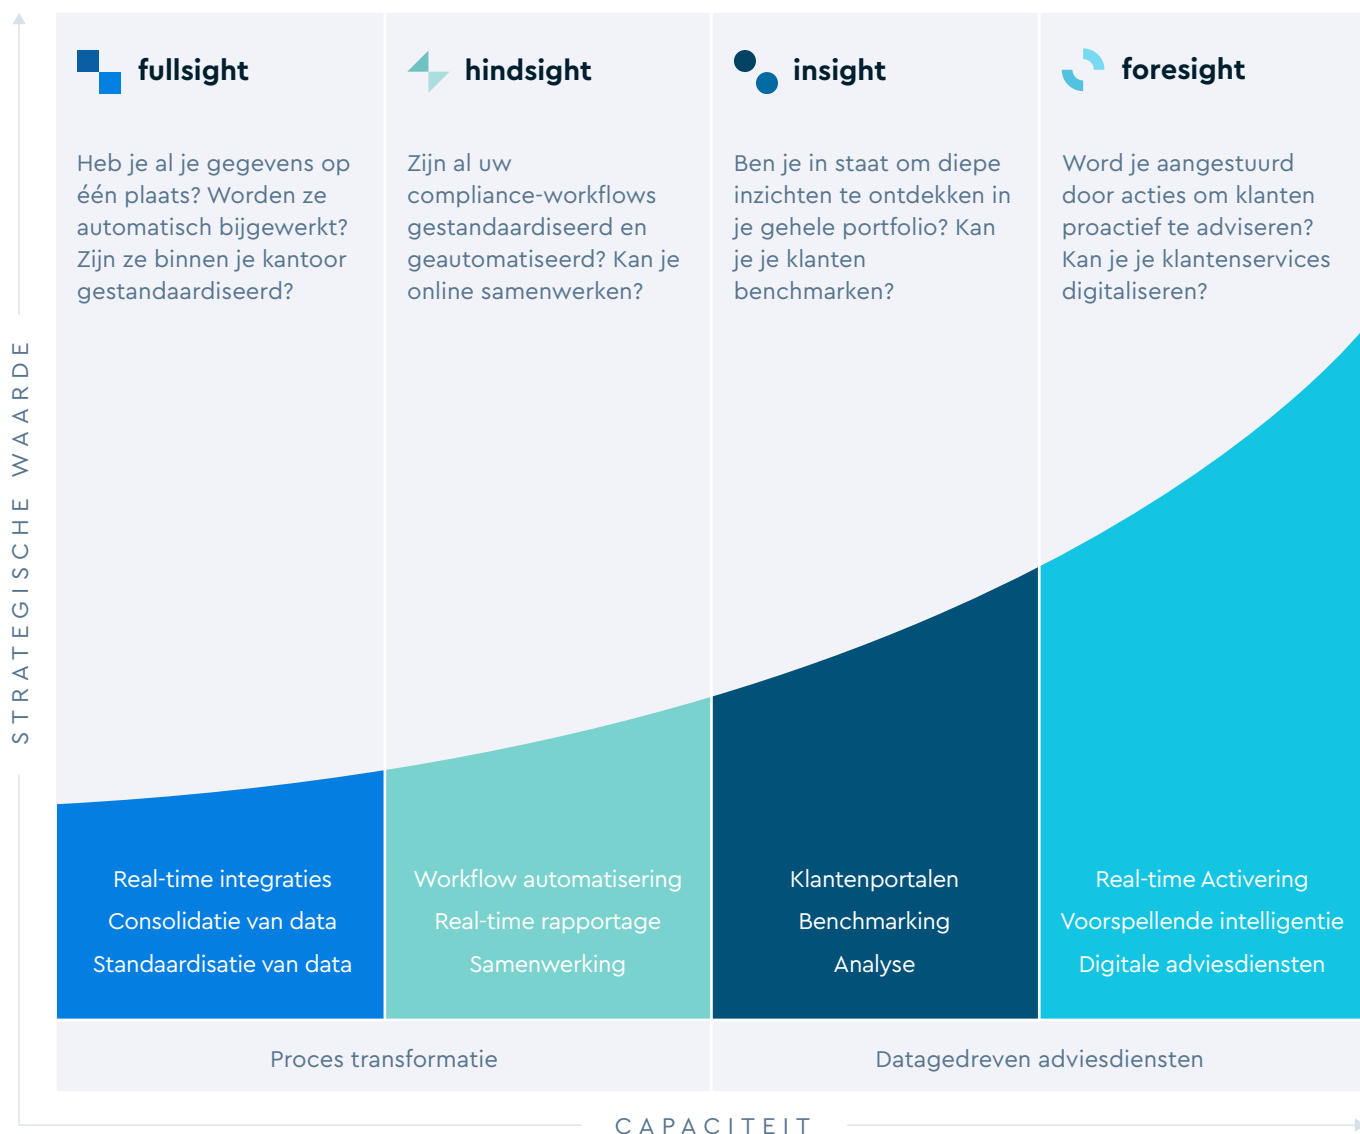 fullsight
Heb je al je gegevens op
één plaats? Worden ze
automatisch bijgewerkt?
Zijn ze binnen je kantoor
gestandaardiseerd?
hindsight
Zijn al uw
compliance-workflows
gestandaardiseerd en
geautomatiseerd? Kan je
online samenwerken?
insight
Ben je in staat om diepe
inzichten te ontdekken in
je gehele portfolio? Kan
je je klanten
benchmarken?
foresight
Word je aangestuurd
door acties om klanten
proactief te adviseren?
Kan je je klantenservices
digitaliseren?
STRATEGISCHE WAARDE
Real-time integraties
Consolidatie van data
Standaardisatie van data
Workflow automatisering
Real-time rapportage
Samenwerking
Klantenportalen
Benchmarking
Analyse
Real-time Activering
Voorspellende intelligentie
Digitale adviesdiensten
Proces transformatie
Datagedreven adviesdiensten
CAPACITEIT